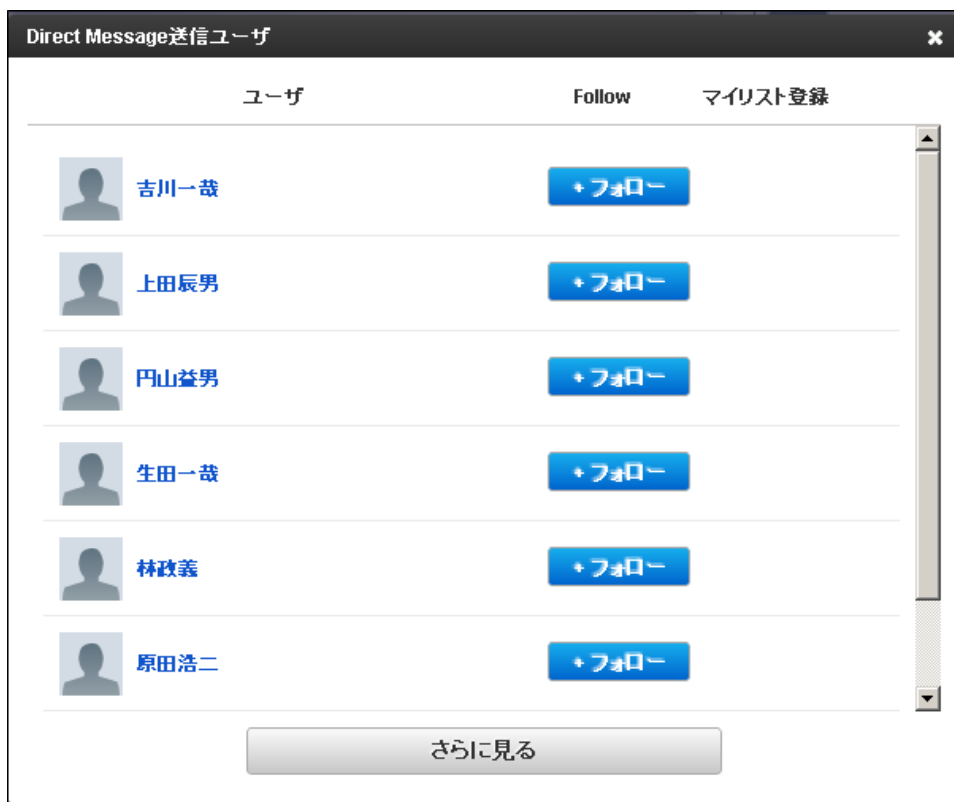 Direct Message送信ユーザ
ユーザ Follow マイリスト登録
吉川一哉 +フォロー
上田辰男 +フォロー
円山益男 +フォロー
生田一哉 +フォロー
林政義 +フォロー
原田浩二 +フォロー
さらに見る